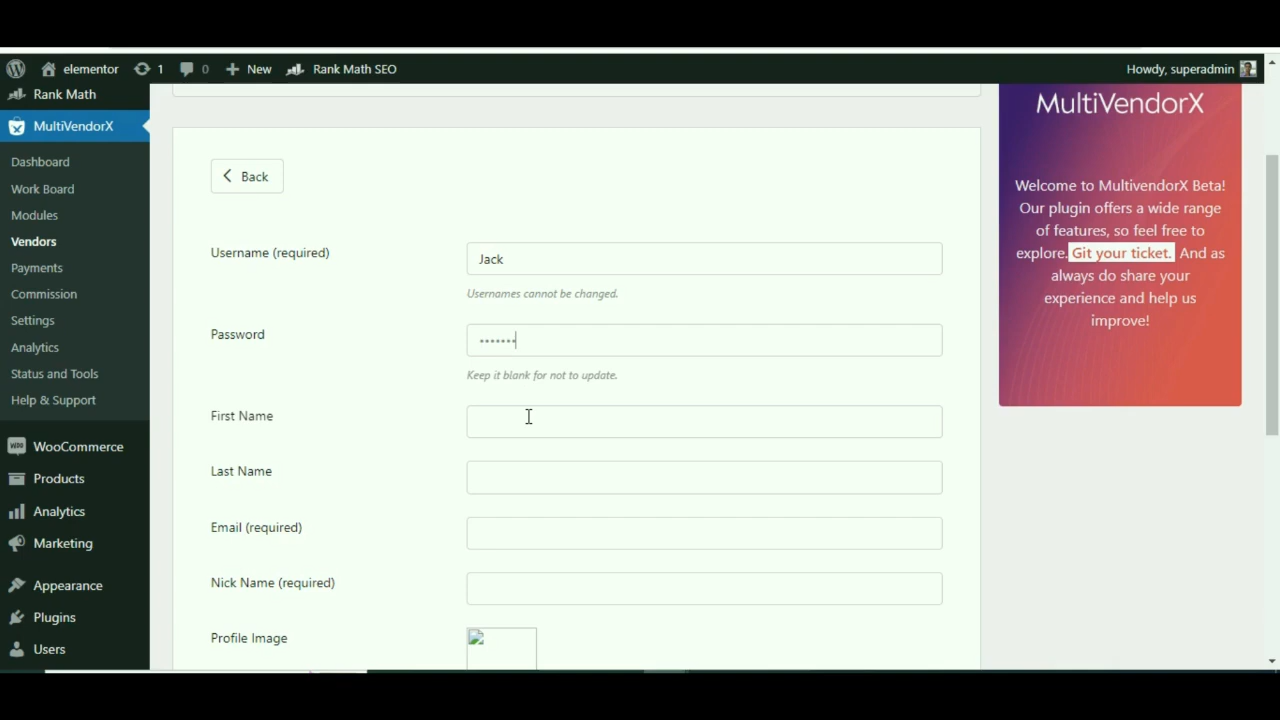 elementor 1 0 New Rank Math SEO Howdy, superadmin
Rank Math
MultiVendorX
Dashboard
Work Board
Modules
Vendors
Payments
Commission
Settings
Analytics
Status and Tools
Help & Support
WooCommerce
Products
Analytics
Marketing
Appearance
Plugins
Users
Back
Username (required)
Jack
Usernames cannot be changed.
Password
•••••••
Keep it blank for not to update.
First Name
Last Name
Email (required)
Nick Name (required)
Profile Image
MultiVendorX
Welcome to MultivendorX Beta!
Our plugin offers a wide range
of features, so feel free to
explore. Git your ticket. And as
always do share your
experience and help us
improve!